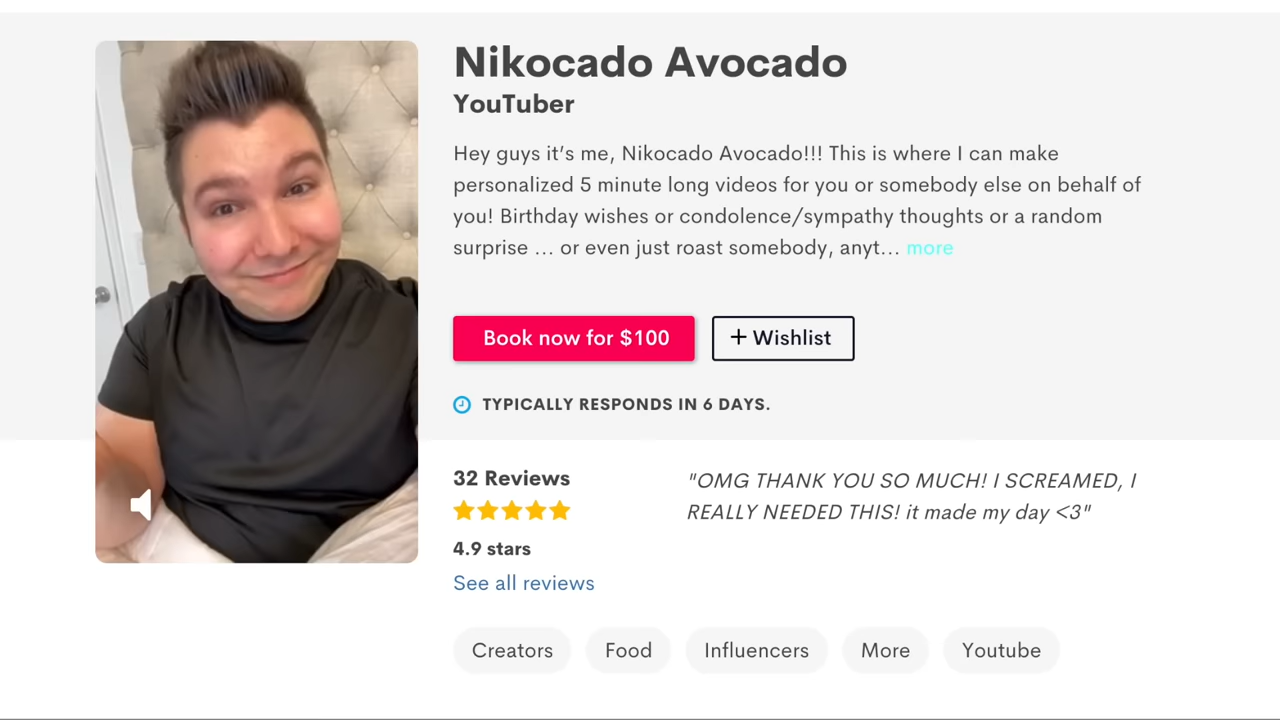 Nikocado Avocado
YouTuber
Hey guys it’s me, Nikocado Avocado!!! This is where I can make
personalized 5 minute long videos for you or somebody else on behalf of
you! Birthday wishes or condolence/sympathy thoughts or a random
surprise ... or even just roast somebody, anyt... more
Book now for $100
+ Wishlist
TYPICALLY RESPONDS IN 6 DAYS.
32 Reviews
4.9 stars
See all reviews
"OMG THANK YOU SO MUCH! I SCREAMED, I
REALLY NEEDED THIS! it made my day <3"
Creators Food Influencers More Youtube